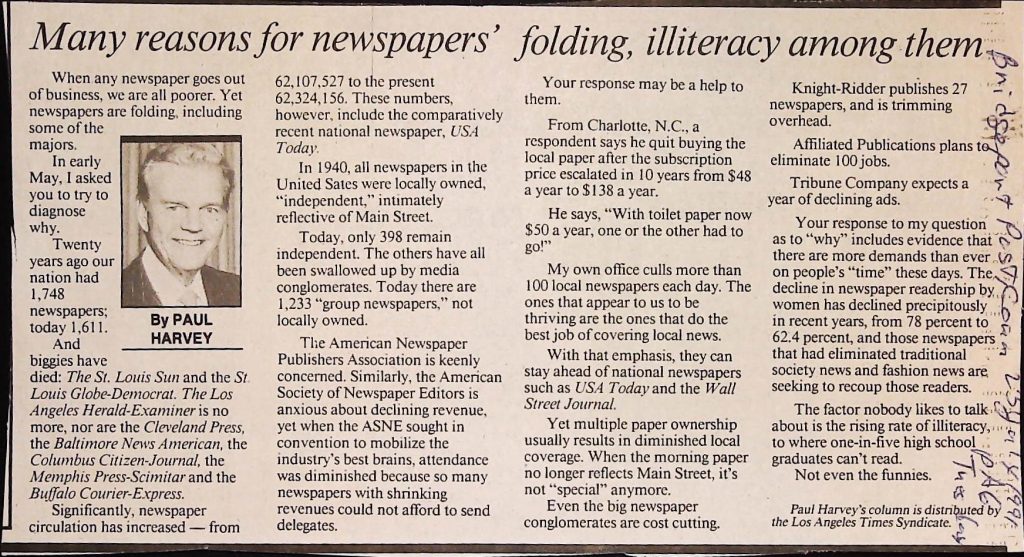 Many reasons for newspapers' folding, illiteracy among them
When any newspaper goes out
of business, we are all poorer. Yet
newspapers are folding, including
some of the
majors.
In early
May, I asked
you to try to
diagnose
why.
Twenty
years ago our
nation had
1,748
newspapers;
today 1,611.
And
biggies have
By PAUL
HARVEY
died: The St. Louis Sun and the St.
Louis Globe-Democrat. The Los
Angeles Herald-Examiner is no
more, nor are the Cleveland Press,
the Baltimore News American, the
Columbus Citizen-Journal, the
Memphis Press-Scimitar and the
Buffalo Courier-Express.
Significantly, newspaper
circulation has increased — from
62,107,527 to the present
62,324,156. These numbers,
however, include the comparatively
recent national newspaper, USA
Today.
In 1940, all newspapers in the
United Sates were locally owned,
"independent," intimately
reflective of Main Street.
Today, only 398 remain
independent. The others have all
been swallowed up by media
conglomerates. Today there are
1,233 "group newspapers," not
locally owned.
The American Newspaper
Publishers Association is keenly
concerned. Similarly, the American
Society of Newspaper Editors is
anxious about declining revenue,
yet when the ASNE sought in
convention to mobilize the
industry's best brains, attendance
was diminished because so many
newspapers with shrinking
revenues could not afford to send
delegates.
Your response may be a help to
them.
From Charlotte, N.C., a
respondent says he quit buying the
local paper after the subscription
price escalated in 10 years from $48
a year to $138 a year.
He says, "With toilet paper now
$50 a year, one or the other had to
go!"
My own office culls more than
100 local newspapers each day. The
ones that appear to us to be
thriving are the ones that do the
best job of covering local news.
With that emphasis, they can
stay ahead of national newspapers
such as USA Today and the Wall
Street Journal.
Yet multiple paper ownership
usually results in diminished local
coverage. When the morning paper
no longer reflects Main Street, it's
not "special" anymore.
Even the big newspaper
conglomerates are cost cutting.
Knight-Ridder publishes 27
newspapers, and is trimming
overhead.
Affiliated Publications plans to
eliminate 100 jobs.
Tribune Company expects a
year of declining ads.
Your response to my question
as to "why" includes evidence that
there are more demands than ever
on people's "time" these days. The
decline in newspaper readership by
women has declined precipitously
in recent years, from 78 percent to
62.4 percent, and those newspapers
that had eliminated traditional
society news and fashion news are
seeking to recoup those readers.
The factor nobody likes to talk
about is the rising rate of illiteracy,
to where one-in-five high school
graduates can't read.
Not even the funnies.
Paul Harvey's column is distributed by
the Los Angeles Times Syndicate.
Bridgeport Post